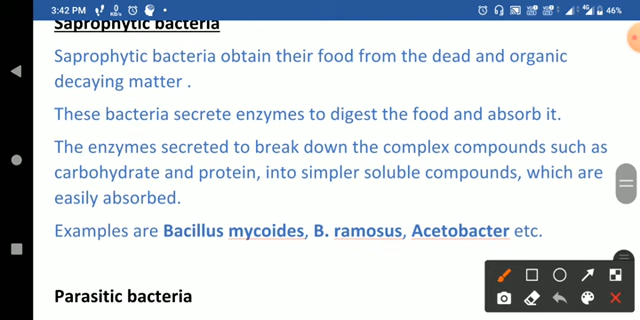 3:42 PM
0 KB/s
46%
Saprophytic bacteria
Saprophytic bacteria obtain their food from the dead and organic
decaying matter .
These bacteria secrete enzymes to digest the food and absorb it.
The enzymes secreted to break down the complex compounds such as
carbohydrate and protein, into simpler soluble compounds, which are
easily absorbed.
Examples are Bacillus mycoides, B. ramosus, Acetobacter etc.
Parasitic bacteria